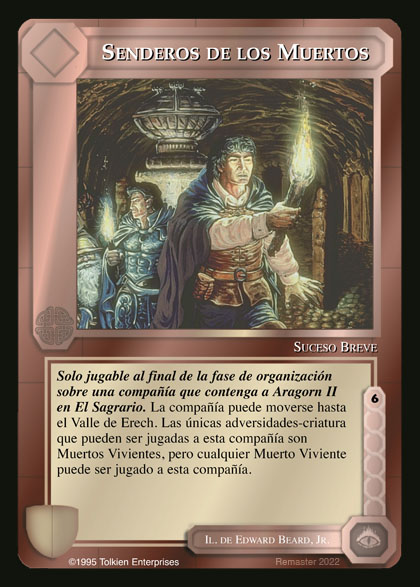 Senderos de los Muertos
Suceso Breve
Solo jugable al final de la fase de organización
sobre una compañía que contenga a Aragorn II
en El Sagrario. La compañía puede moverse hasta
el Valle de Erech. Las únicas adversidades-criatura
que pueden ser jugadas a esta compañía son
Muertos Vivientes, pero cualquier Muerto Viviente
puede ser jugado a esta compañía.
6
Il. de Edward Beard, Jr.
©1995 Tolkien Enterprises
Remaster 2022